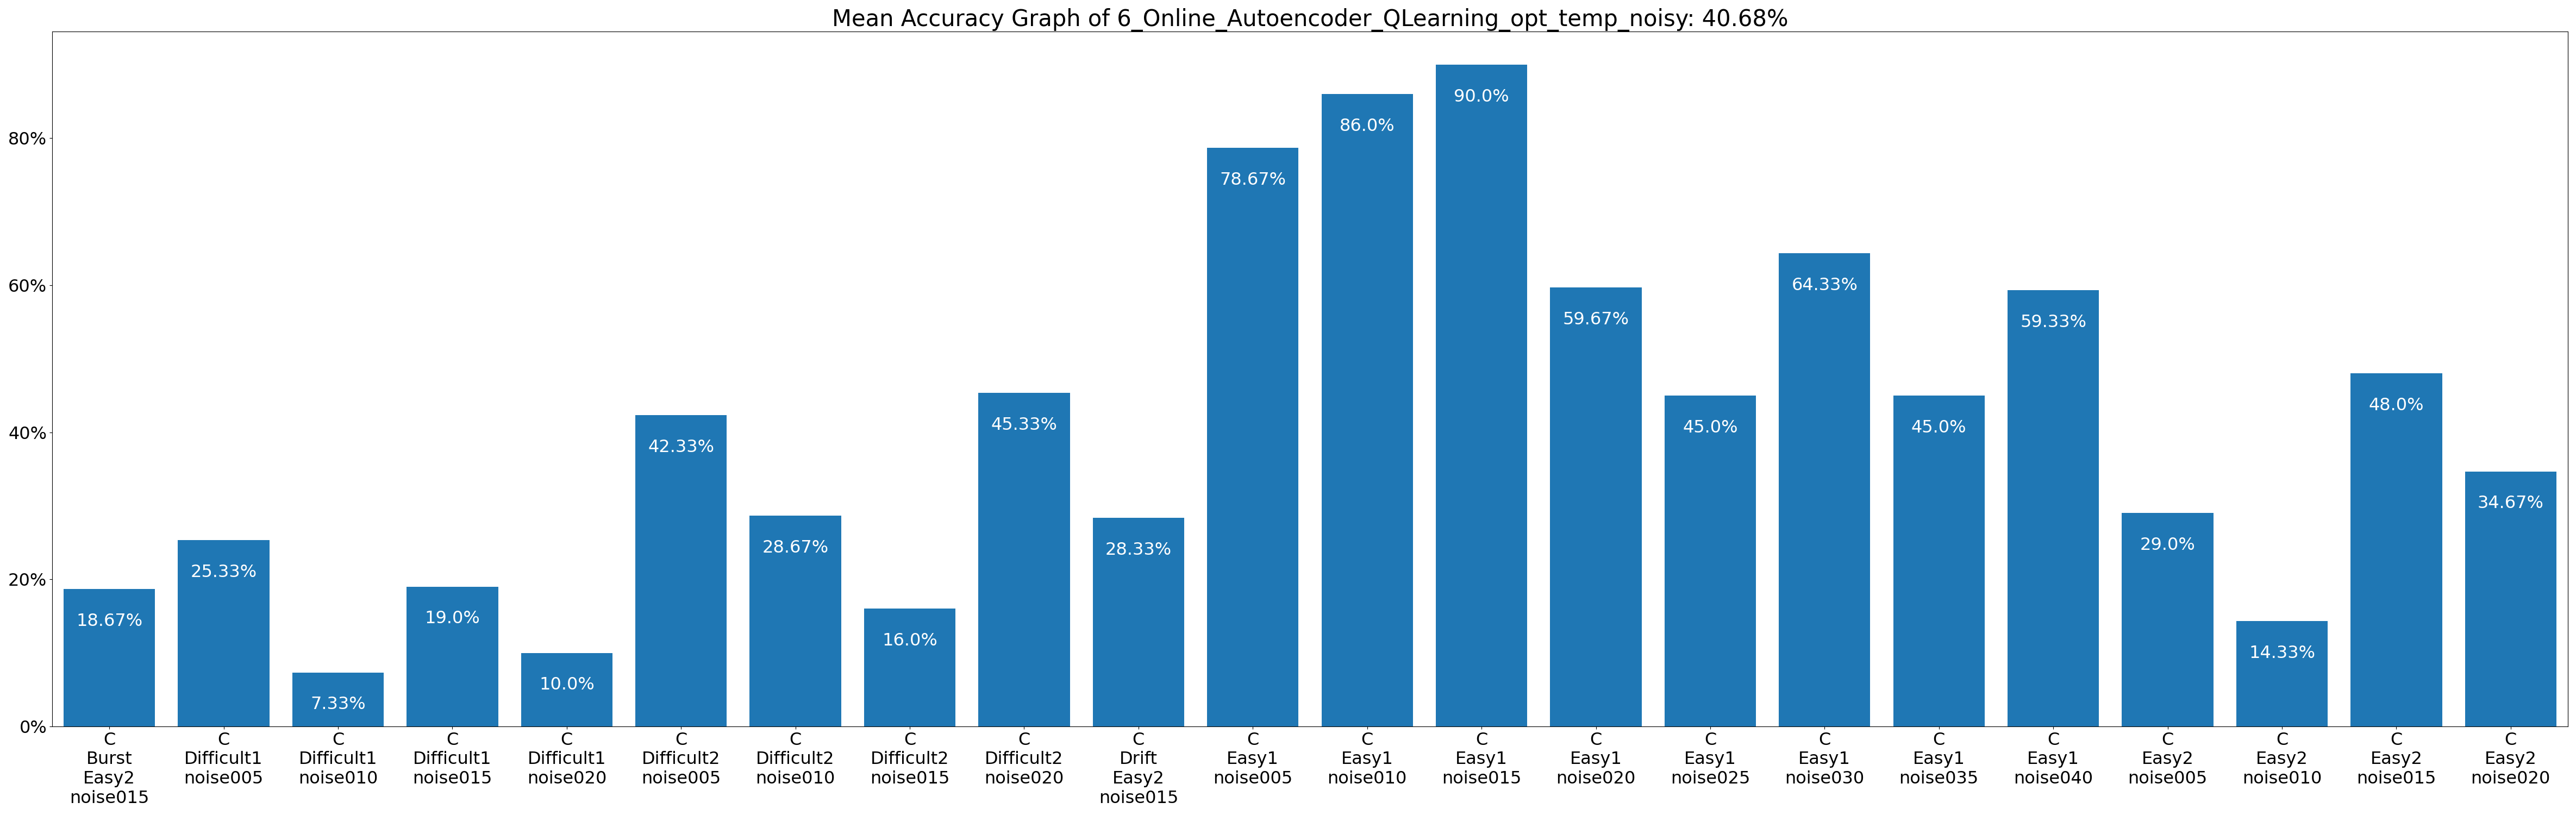 Mean Accuracy Graph of 6_Online_Autoencoder_QLearning_opt_temp_noisy: 40.68%
80%
60%
40%
20%
0%
18.67%
25.33%
7.33%
19.0%
10.0%
42.33%
28.67%
16.0%
45.33%
28.33%
78.67%
86.0%
90.0%
59.67%
45.0%
64.33%
45.0%
59.33%
29.0%
14.33%
48.0%
34.67%
C
Burst
Easy2
noise015
C
Difficult1
noise005
C
Difficult1
noise010
C
Difficult1
noise015
C
Difficult1
noise020
C
Difficult2
noise005
C
Difficult2
noise010
C
Difficult2
noise015
C
Difficult2
noise020
C
Drift
Easy2
noise015
C
Easy1
noise005
C
Easy1
noise010
C
Easy1
noise015
C
Easy1
noise020
C
Easy1
noise025
C
Easy1
noise030
C
Easy1
noise035
C
Easy1
noise040
C
Easy2
noise005
C
Easy2
noise010
C
Easy2
noise015
C
Easy2
noise020